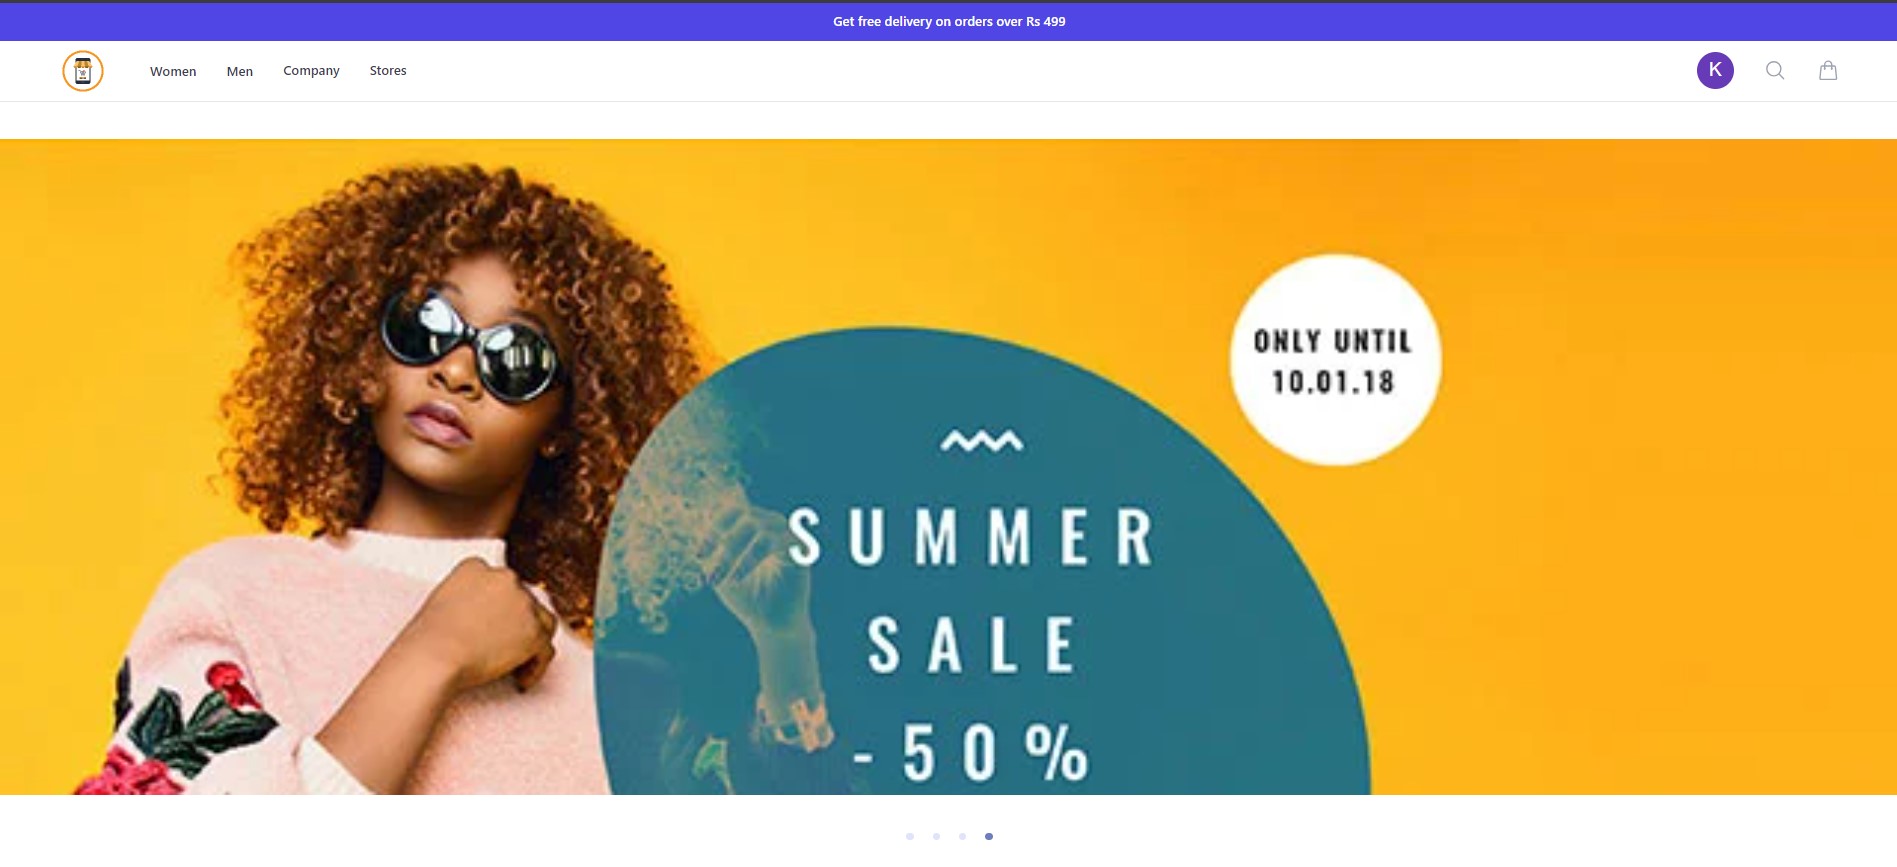 Get free delivery on orders over Rs 499
Women Men Company Stores
K
ONLY UNTIL
10.01.18
SUMMER
SALE
-50%